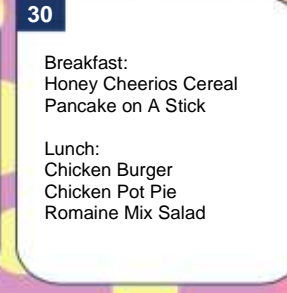 30
Breakfast:
Honey Cheerios Cereal
Pancake on A Stick
Lunch:
Chicken Burger
Chicken Pot Pie
Romaine Mix Salad